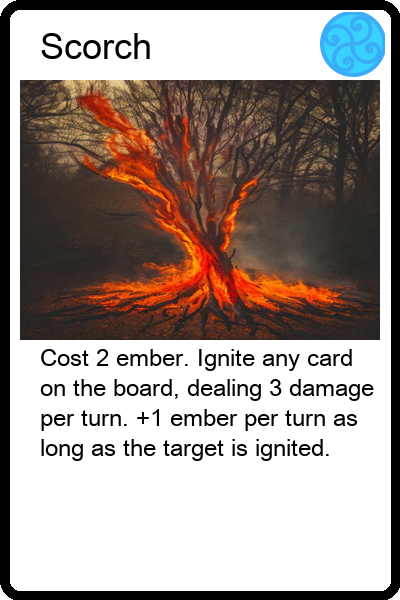 Scorch
Cost 2 ember. Ignite any card
on the board, dealing 3 damage
per turn. +1 ember per turn as
long as the target is ignited.